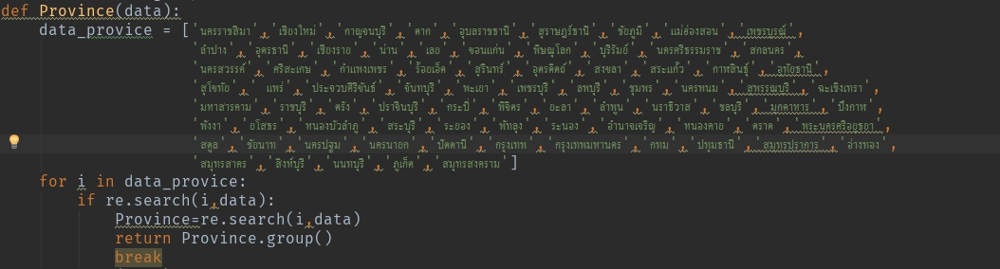 def Province(data):
data_provice = ['นครราชสีมา','เชียงใหม่','กาญจนบุรี','ตาก','อุบลราชธานี','สุราษฎร์ธานี','ชัยภูมิ','แม่ฮ่องสอน','เพชรบูรณ์',
'ลำปาง','อุดรธานี','เชียงราย','น่าน','เลย','ขอนแก่น','พิษณุโลก','บุรีรัมย์','นครศรีธรรมราช','สกลนคร',
'นครสวรรค์','ศรีสะเกษ','กำแพงเพชร','ร้อยเอ็ด','สุรินทร์','อุตรดิตถ์','สงขลา','สระแก้ว','กาฬสินธุ์','อุทัยธานี',
'สุโขทัย','แพร่','ประจวบคีรีขันธ์','จันทบุรี','พะเยา','เพชรบุรี','ลพบุรี','ชุมพร','นครพนม','สุพรรณบุรี','ฉะเชิงเทรา',
'มหาสารคาม','ราชบุรี','ตรัง','ปราจีนบุรี','กระบี่','พิจิตร','ยะลา','ลำพูน','นราธิวาส','ชลบุรี','มุกดาหาร','บึงกาฬ',
'พังงา','ยโสธร','หนองบัวลำภู','สระบุรี','ระยอง','พัทลุง','ระนอง','อำนาจเจริญ','หนองคาย','ตราด','พระนครศรีอยุธยา',
'สตูล','ชัยนาท','นครปฐม','นครนายก','ปัตตานี','กรุงเทพ','กรุงเทพมหานคร','กทม','ปทุมธานี','สมุทรปราการ','อ่างทอง',
'สมุทรสาคร','สิงห์บุรี','นนทบุรี','ภูเก็ต','สมุทรสงคราม']
for i in data_provice:
if re.search(i,data):
Province=re.search(i,data)
return Province.group()
break